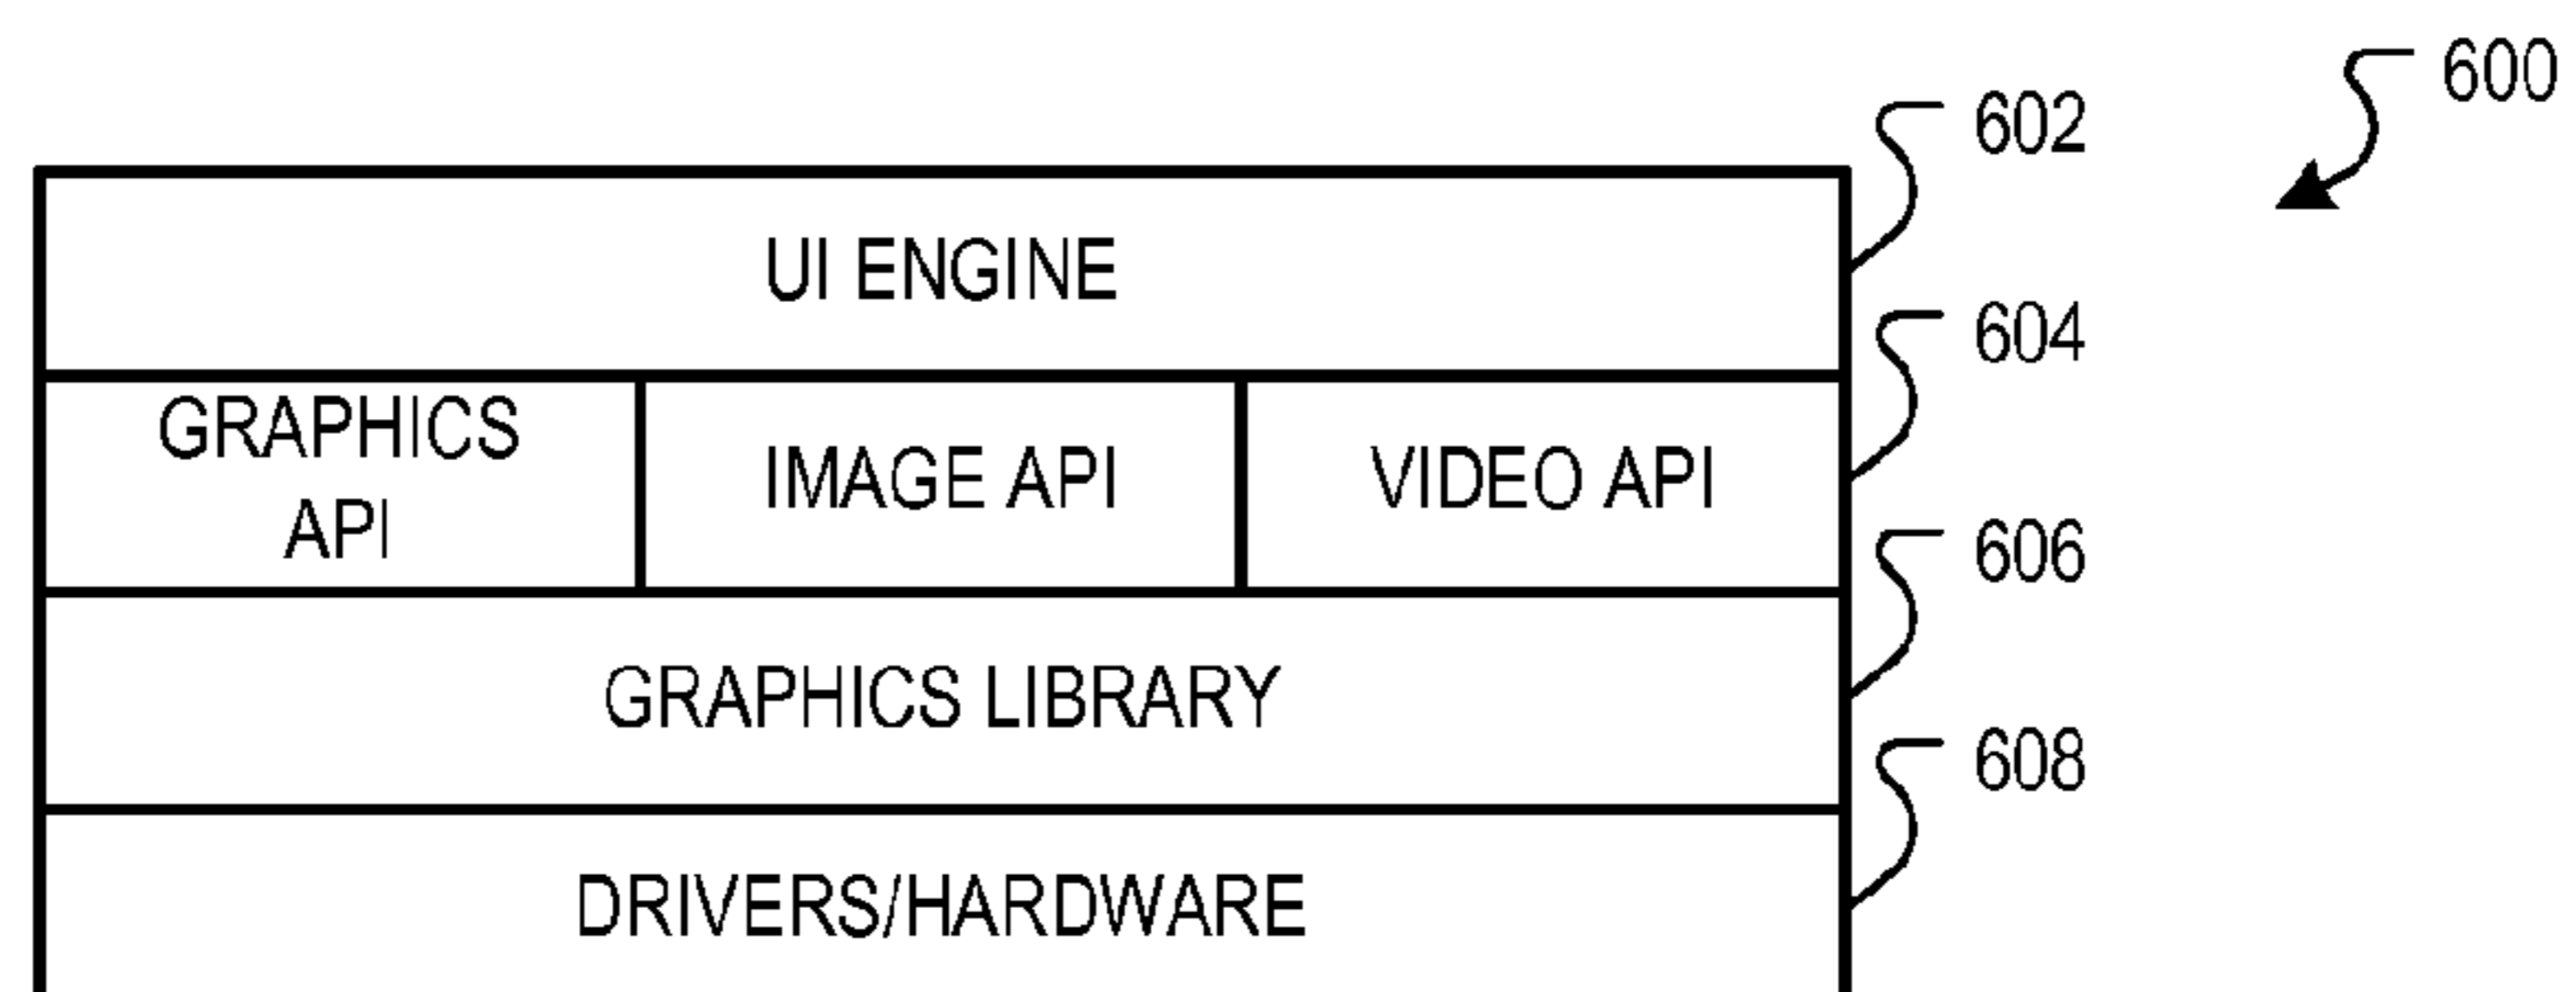 600
602
UI ENGINE
604
GRAPHICS
API
IMAGE API
VIDEO API
606
GRAPHICS LIBRARY
608
DRIVERS/HARDWARE